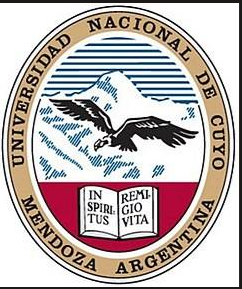 UNIVERSIDAD NACIONAL DE CUYO
MENDOZA ARGENTINA
IN
SPIRI
TUS
REMI-
GIO
VITA